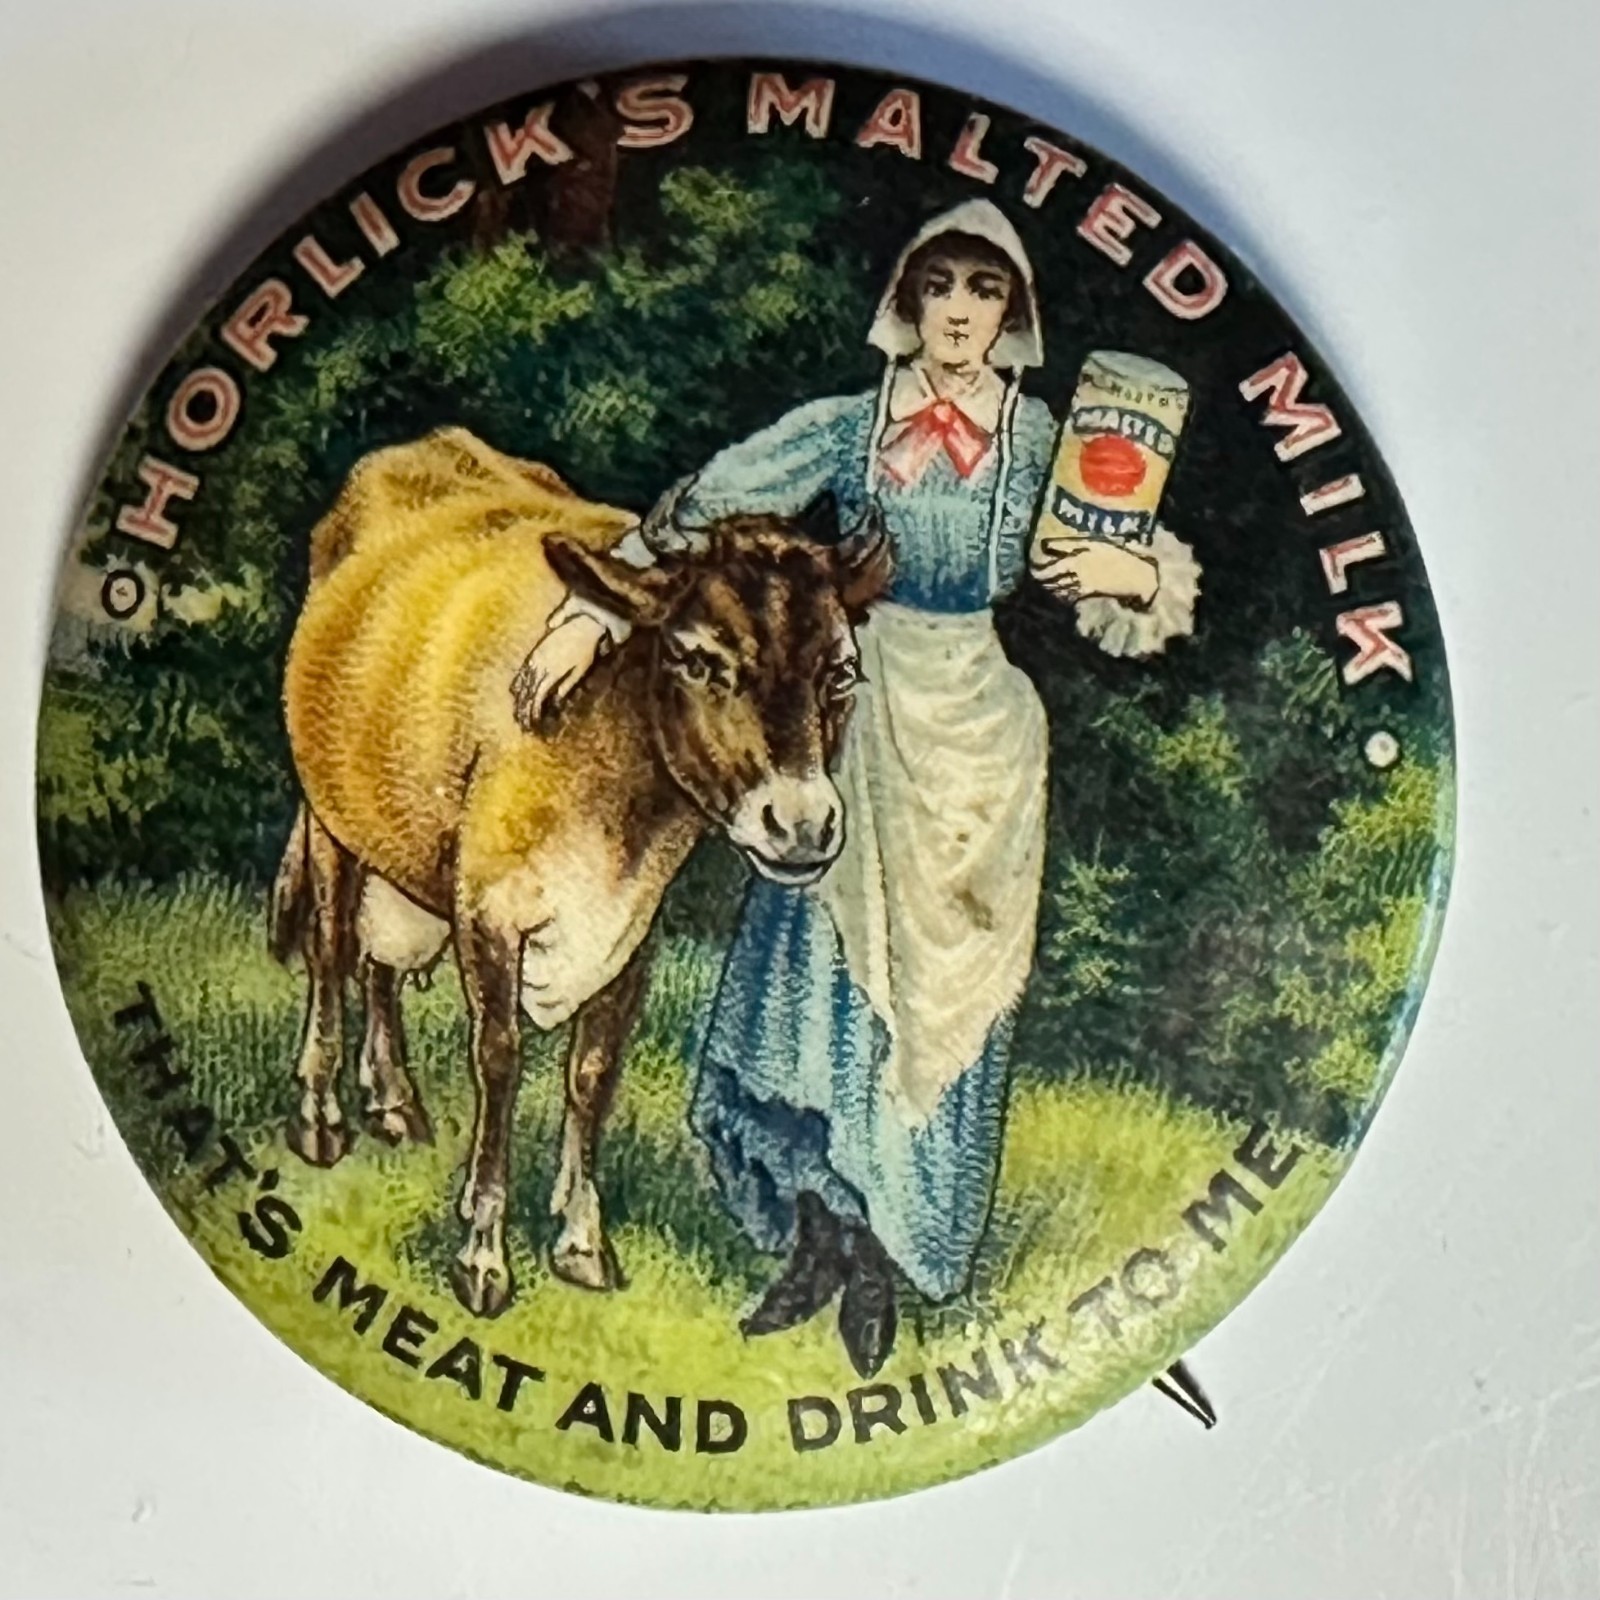 HORLICK'S MALTED MILK
MALTED
MILK
THAT'S MEAT AND DRINK TO ME